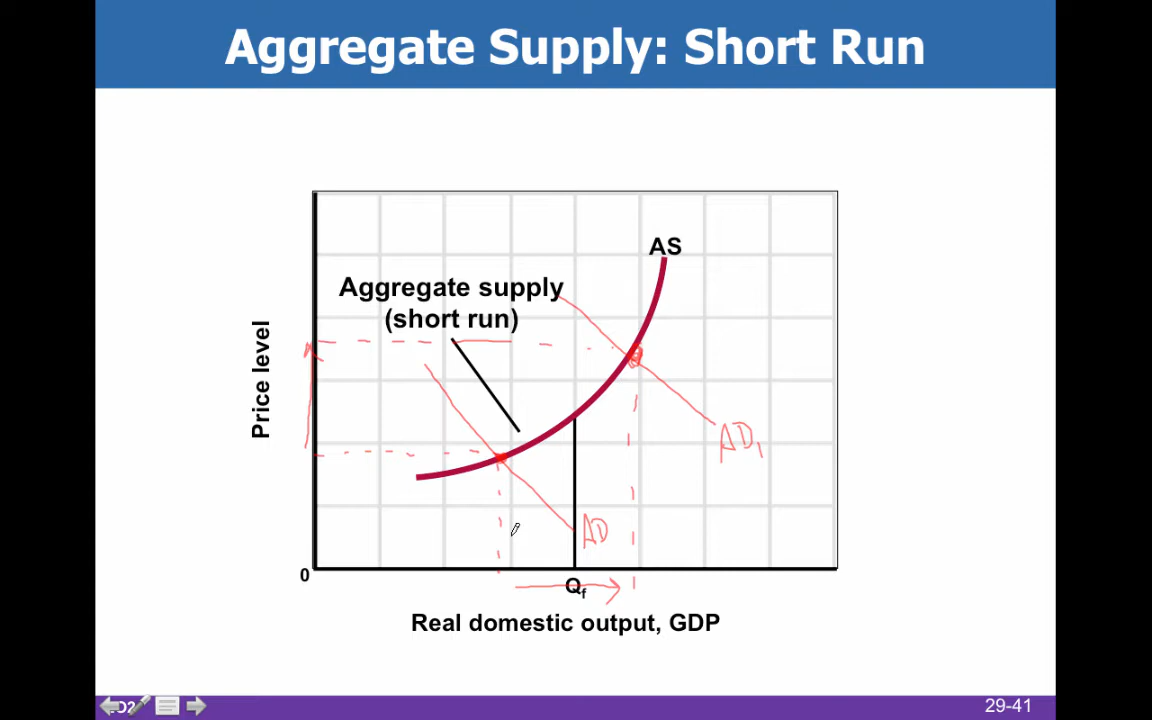 Aggregate Supply: Short Run
AS
Aggregate supply
(short run)
Price level
AD1
AD
0
Qf
Real domestic output, GDP
29-41